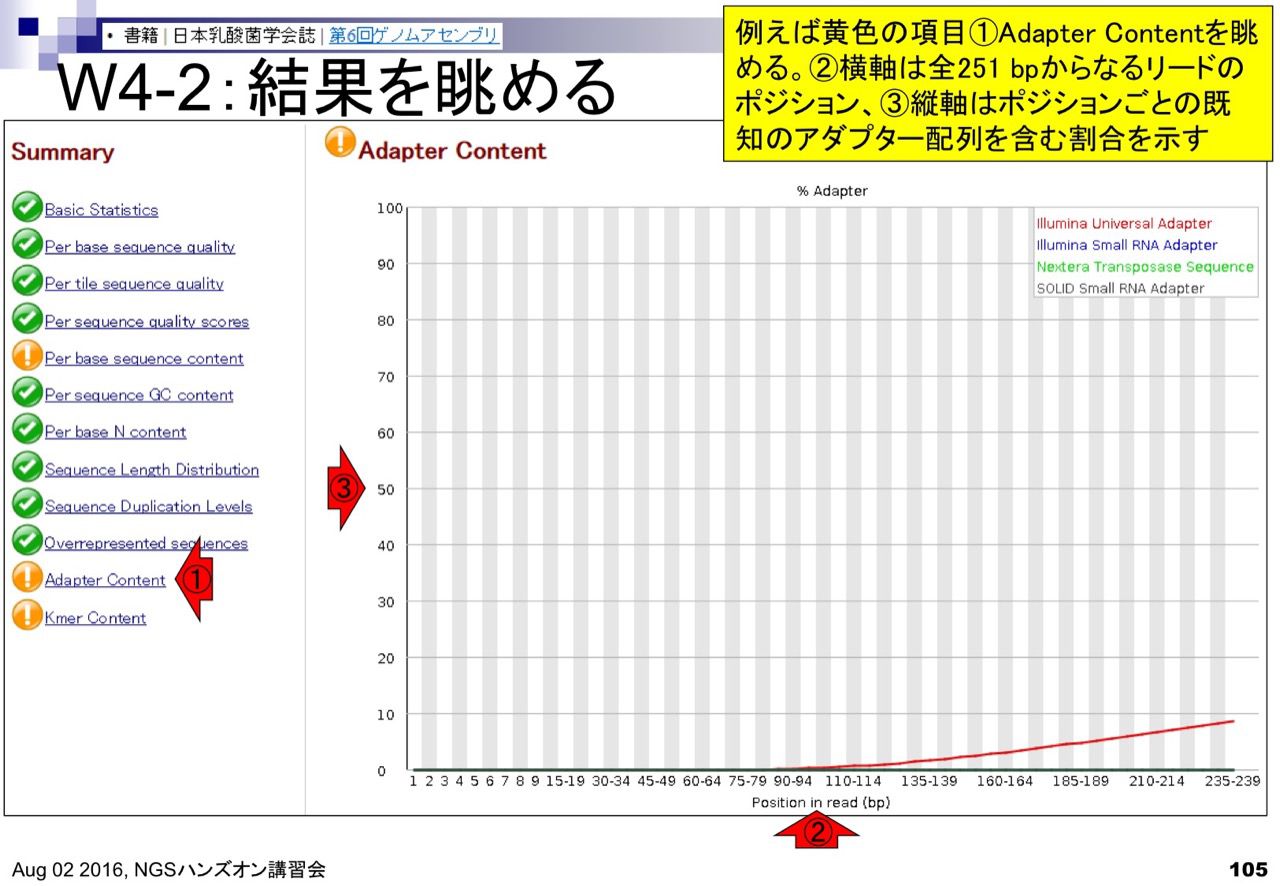 ・ 書籍 | 日本乳酸菌学会誌 | 第6回ゲノムアセンブリ
W4-2：結果を眺める
例えば黄色の項目①Adapter Contentを眺
める。②横軸は全251 bpからなるリードの
ポジション、③縦軸はポジションごとの既
知のアダプター配列を含む割合を示す
Summary
Basic Statistics
Per base sequence quality
Per tile sequence quality
Per sequence quality scores
Per base sequence content
Per sequence GC content
Per base N content
Sequence Length Distribution
Sequence Duplication Levels
Overrepresented sequences
Adapter Content
①
Kmer Content
Adapter Content
% Adapter
Illumina Universal Adapter
Illumina Small RNA Adapter
Nextera Transposase Sequence
SOLID Small RNA Adapter
100
90
80
70
60
③
50
40
30
20
10
0
1 2 3 4 5 6 7 8 9 15-19 30-34 45-49 60-64 75-79 90-94 110-114 135-139 160-164 185-189 210-214 235-239
Position in read (bp)
②
Aug 02 2016, NGSハンズオン講習会
105